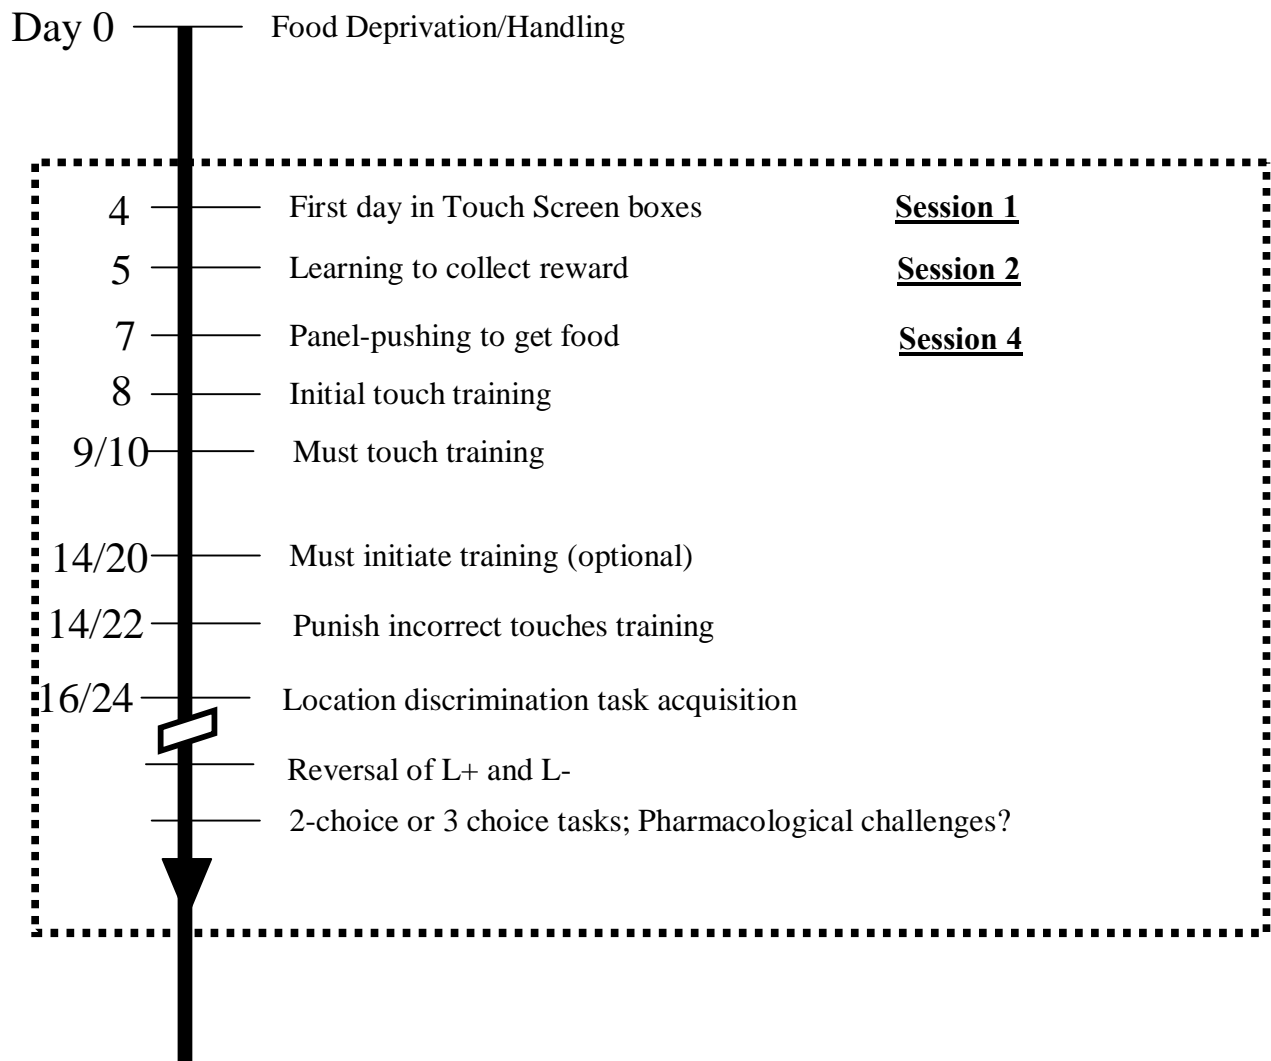 Day 0 Food Deprivation/Handling
4 First day in Touch Screen boxes Session 1
5 Learning to collect reward Session 2
7 Panel-pushing to get food Session 4
8 Initial touch training
9/10 Must touch training
14/20 Must initiate training (optional)
14/22 Punish incorrect touches training
16/24 Location discrimination task acquisition
Reversal of L+ and L-
2-choice or 3 choice tasks; Pharmacological challenges?